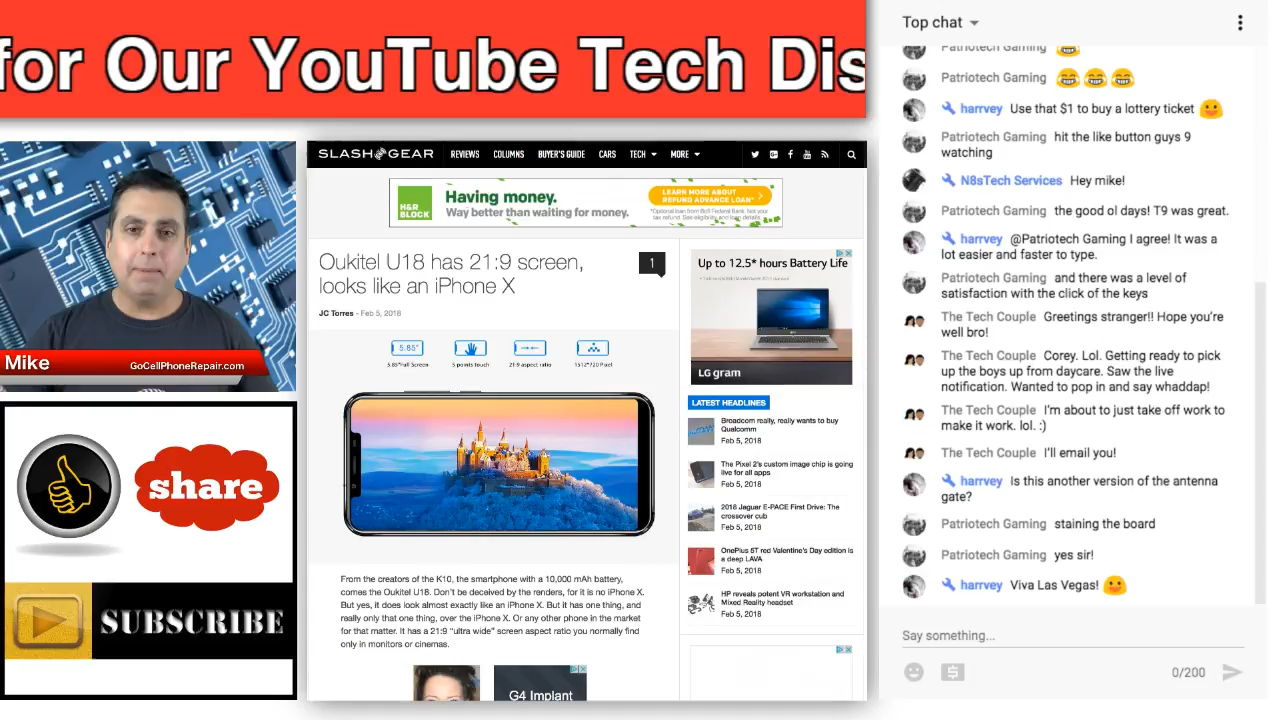 for Our YouTube Tech Dis
Mike
GoCellPhoneRepair.com
share
SUBSCRIBE
SLASHGEAR
REVIEWS
COLUMNS
BUYER'S GUIDE
CARS
TECH
MORE
H&R
BLOCK
Having money.
Way better than waiting for money.
LEARN MORE ABOUT
REFUND ADVANCE LOAN*
Oukitel U18 has 21:9 screen,
looks like an iPhone X
1
JC Torres - Feb 5, 2018
5.85"
5.85"Full Screen
5 points touch
21:9 aspect ratio
1512*720 Pixel
From the creators of the K10, the smartphone with a 10,000 mAh battery,
comes the Oukitel U18. Don't be deceived by the renders, for it is no iPhone X.
But yes, it does look almost exactly like an iPhone X. But it has one thing, and
really only that one thing, over the iPhone X. Or any other phone in the market
for that matter. It has a 21:9 "ultra wide" screen aspect ratio you normally find
only in monitors or cinemas.
G4 Implant
Up to 12.5* hours Battery Life
LG gram
LATEST HEADLINES
Broadcom really, really wants to buy
Qualcomm
Feb 5, 2018
The Pixel 2's custom image chip is going
live for all apps
Feb 5, 2018
2018 Jaguar E-PACE First Drive: The
crossover cub
Feb 5, 2018
OnePlus 5T red Valentine's Day edition is
a deep LAVA
Feb 5, 2018
HP reveals potent VR workstation and
Mixed Reality headset
Feb 5, 2018
Top chat
Patriotech Gaming
Patriotech Gaming
harrvey Use that $1 to buy a lottery ticket
Patriotech Gaming hit the like button guys 9
watching
N8sTech Services Hey mike!
Patriotech Gaming the good ol days! T9 was great.
harrvey @Patriotech Gaming I agree! It was a
lot easier and faster to type.
Patriotech Gaming and there was a level of
satisfaction with the click of the keys
The Tech Couple Greetings stranger!! Hope you're
well bro!
The Tech Couple Corey. Lol. Getting ready to pick
up the boys up from daycare. Saw the live
notification. Wanted to pop in and say whaddap!
The Tech Couple I'm about to just take off work to
make it work. lol. :)
The Tech Couple I'll email you!
harrvey Is this another version of the antenna
gate?
Patriotech Gaming staining the board
Patriotech Gaming yes sir!
harrvey Viva Las Vegas!
Say something...
0/200